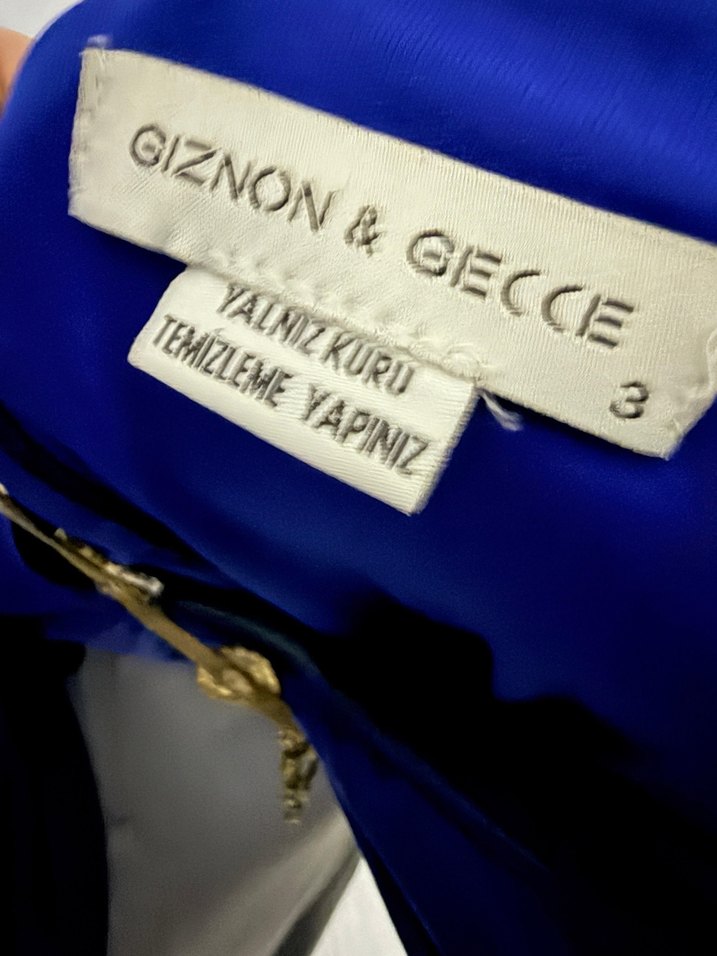 GIZNON & GECCE
3
YALNIZ KURU
TEMİZLEME YAPINIZ